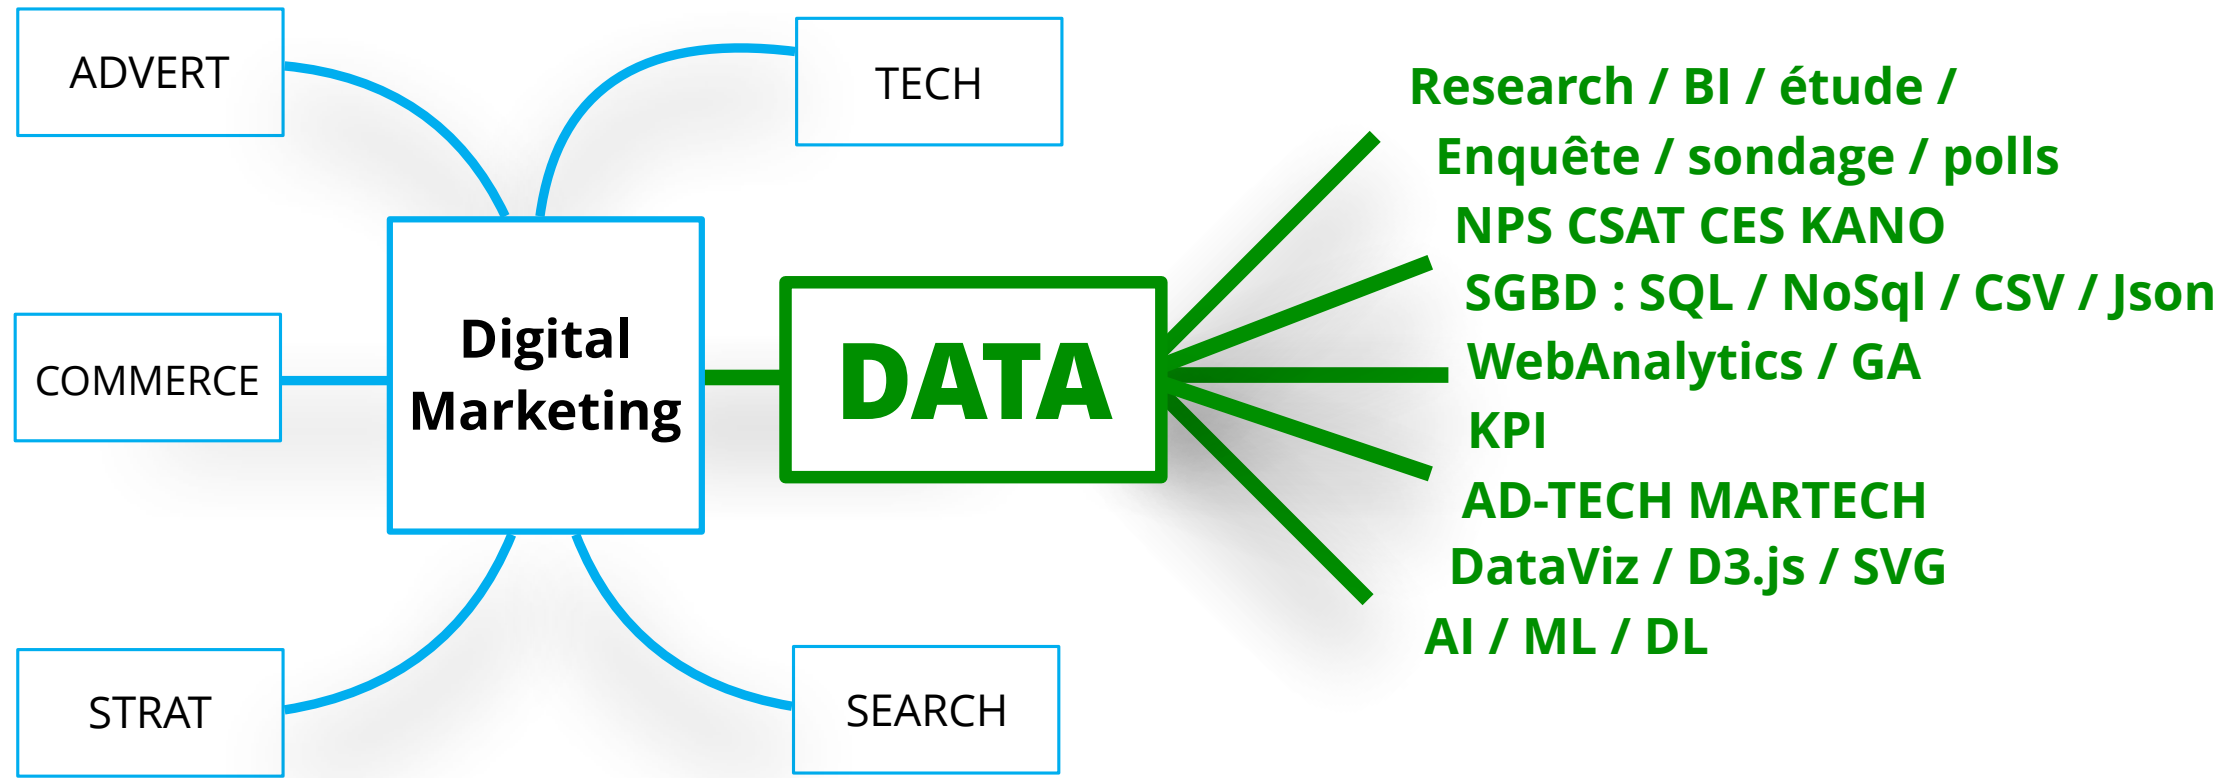 ADVERT
TECH
COMMERCE
Digital
Marketing
DATA
STRAT
SEARCH
Research / BI / étude /
Enquête / sondage / polls
NPS CSAT CES KANO
SGBD : SQL / NoSql / CSV / Json
WebAnalytics / GA
KPI
AD-TECH MARTECH
DataViz / D3.js / SVG
AI / ML / DL